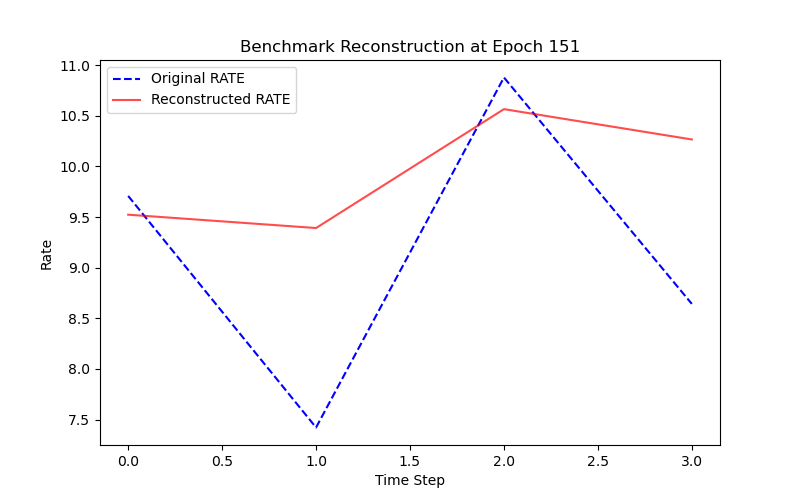 Benchmark Reconstruction at Epoch 151
Original RATE
Reconstructed RATE
11.0
10.5
10.0
9.5
9.0
8.5
8.0
7.5
Rate
0.0 0.5 1.0 1.5 2.0 2.5 3.0
Time Step